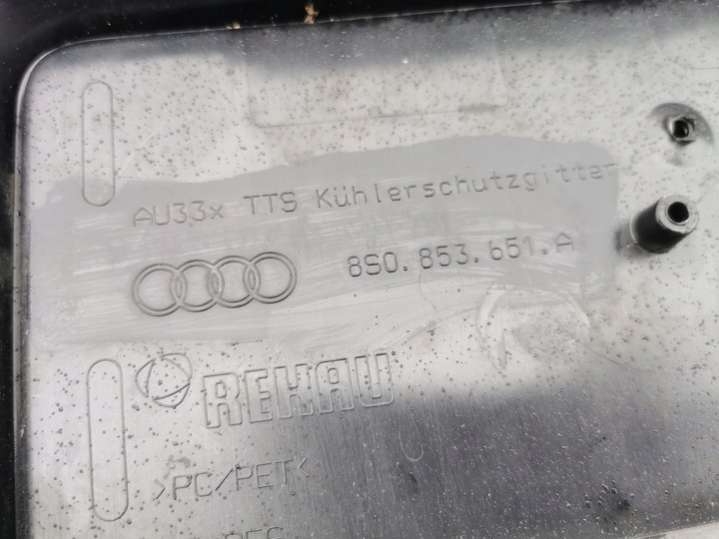 AU33x TTS Kühlerschutzgitter
8S0.853.651.A
REHAU
>PC/PET<